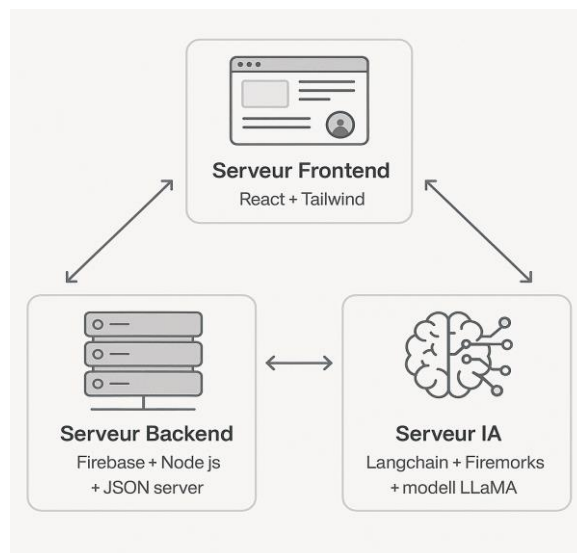 Serveur Frontend
React + Tailwind
Serveur Backend
Firebase + Node js
+ JSON server
Serveur IA
Langchain + Firemorks
+ modell LLaMA